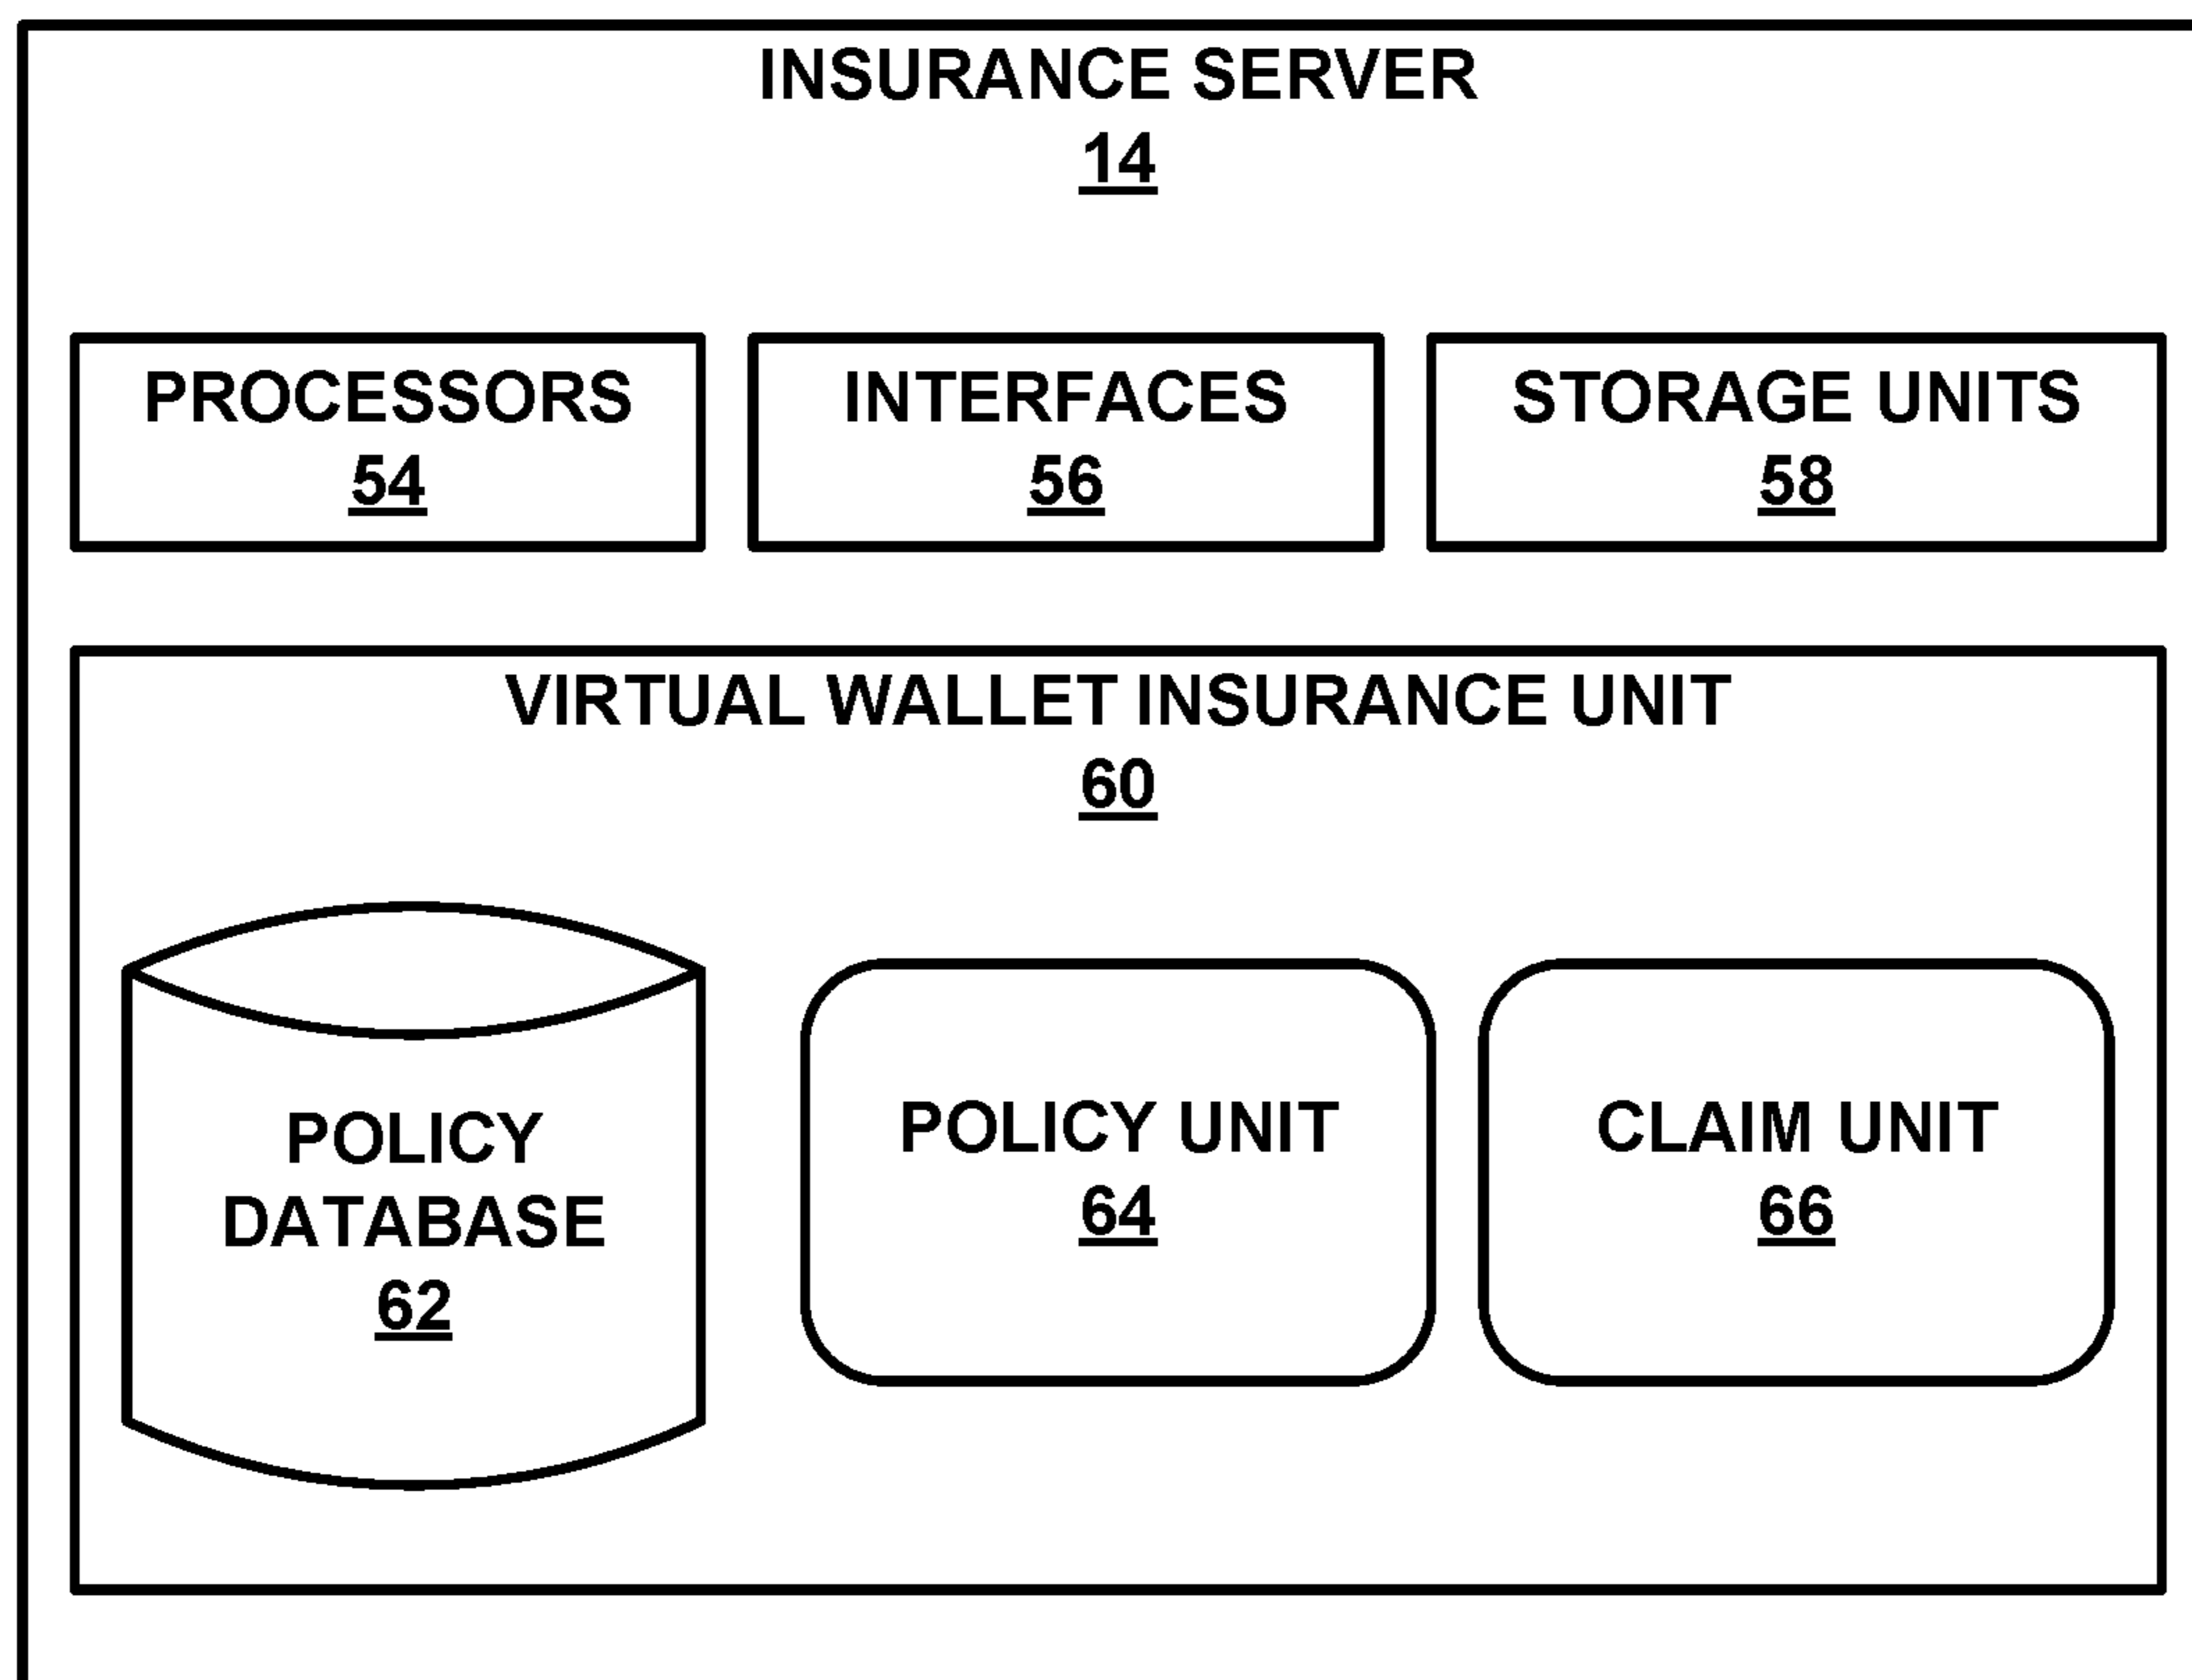 INSURANCE SERVER
14
PROCESSORS
54
INTERFACES
56
STORAGE UNITS
58
VIRTUAL WALLET INSURANCE UNIT
60
POLICY
DATABASE
62
POLICY UNIT
64
CLAIM UNIT
66